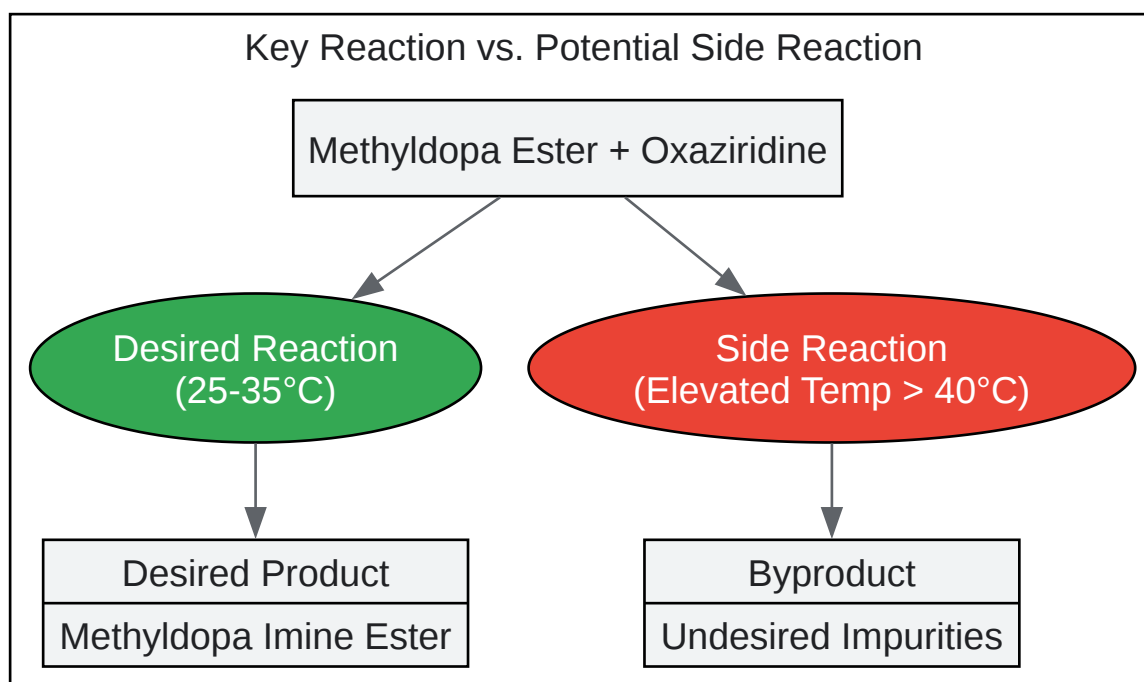 Key Reaction vs. Potential Side Reaction
Methyldopa Ester + Oxaziridine
Desired Reaction
(25-35°C)
Side Reaction
(Elevated Temp > 40°C)
Desired Product
Methyldopa Imine Ester
Byproduct
Undesired Impurities